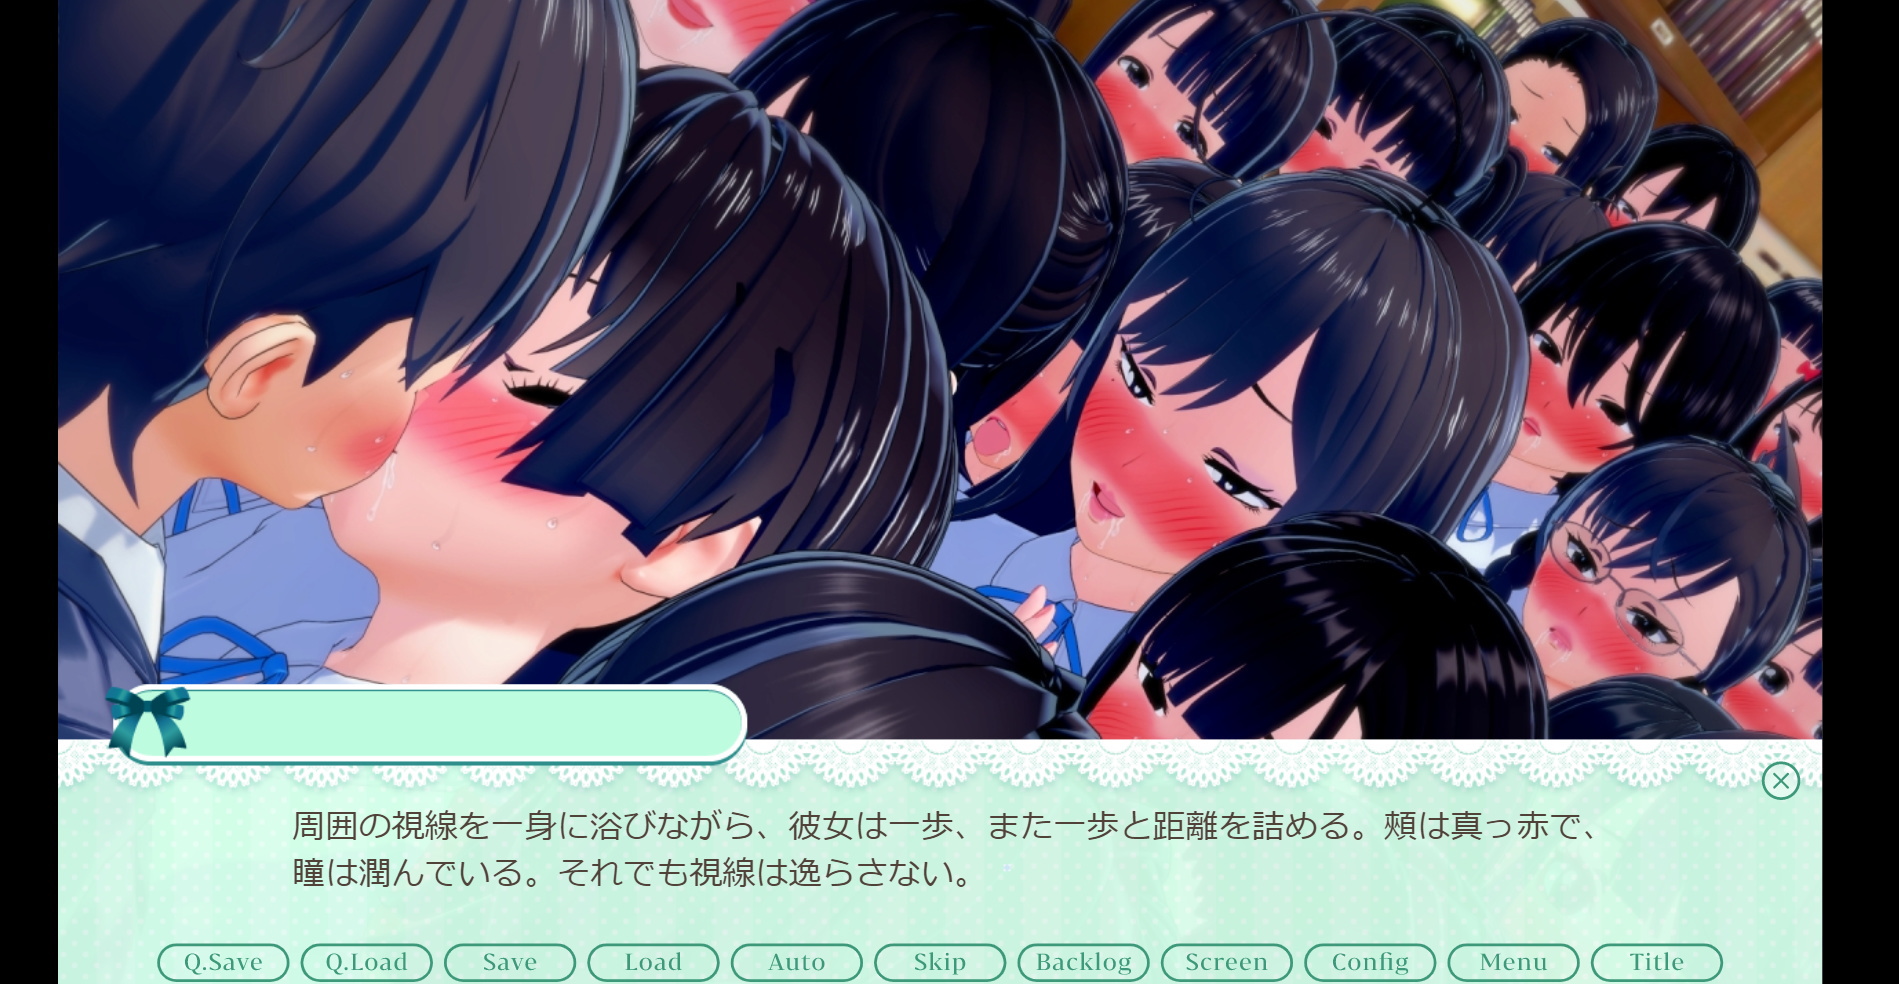 周囲の視線を一身に浴びながら、彼女は一歩、また一歩と距離を詰める。頬は真っ赤で、
瞳は潤んでいる。それでも視線は逸らさない。
Q.Save Q.Load Save Load Auto Skip Backlog Screen Config Menu Title